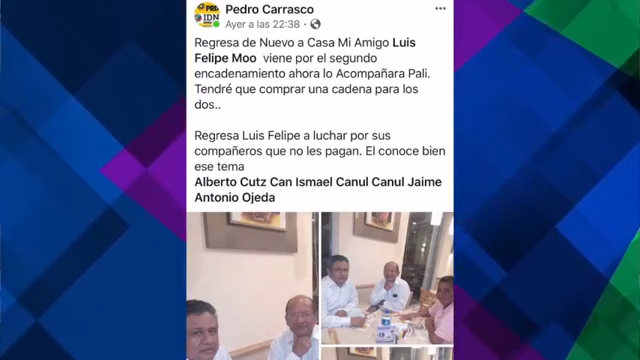 PRD
IDN
Pedro Carrasco
Ayer a las 22:38 ·
Regresa de Nuevo a Casa Mi Amigo Luis
Felipe Moo viene por el segundo
encadenamiento ahora lo Acompañara Pali.
Tendré que comprar una cadena para los
dos..
Regresa Luis Felipe a luchar por sus
compañeros que no les pagan. El conoce bien
ese tema
Alberto Cutz Can Ismael Canul Canul Jaime
Antonio Ojeda